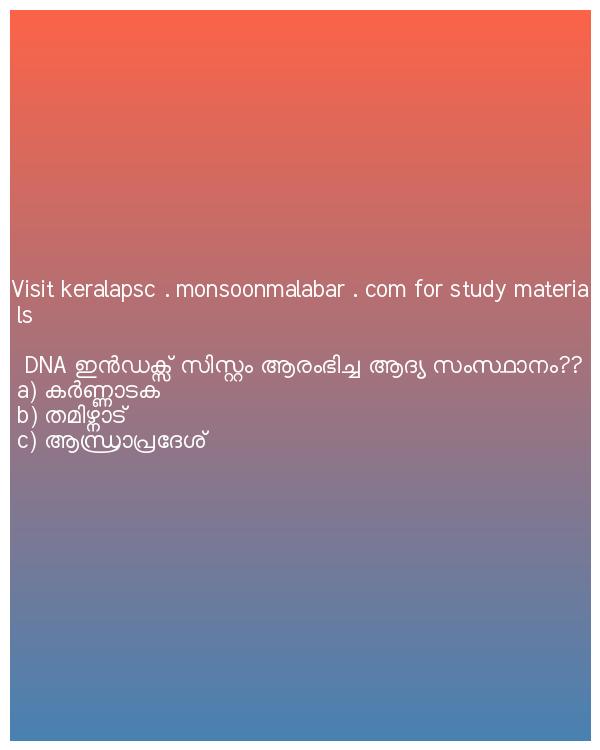 Visit keralapsc . monsoonmalabar . com for study materia
ls
DNA ഇൻഡക്സ് സിസ്റ്റം ആരംഭിച്ച ആദ്യ സംസ്ഥാനം??
a) കർണ്ണാടക
b) തമിഴ്നാട്
c) ആന്ധ്രാപ്രദേശ്